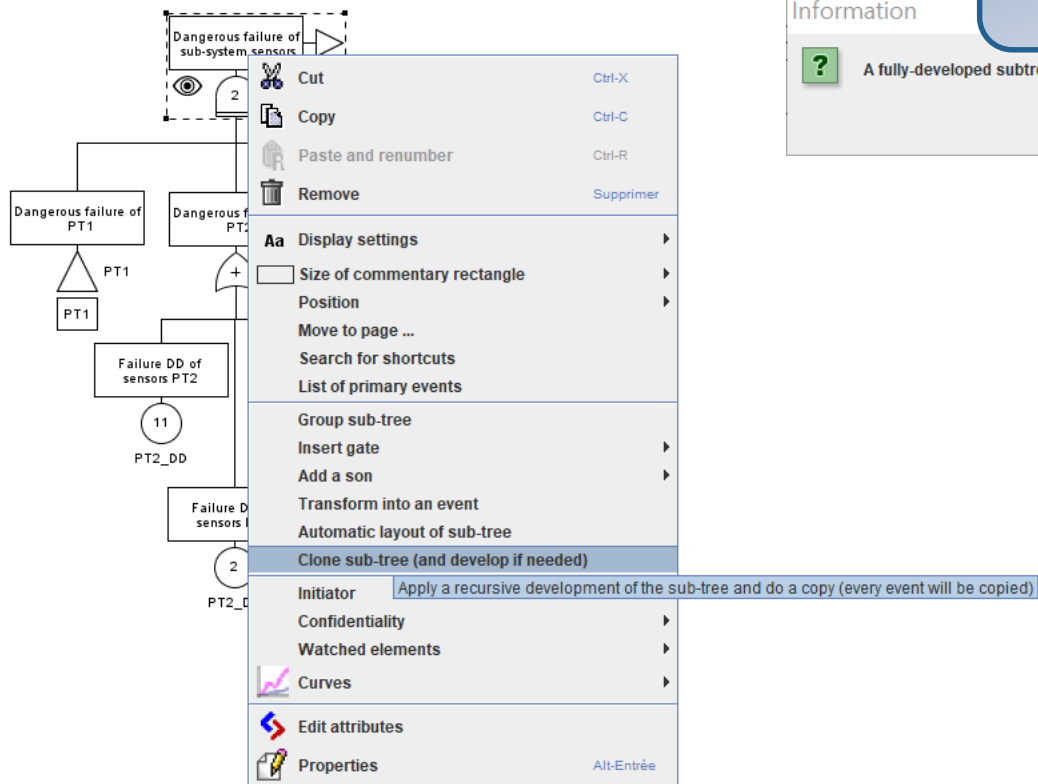 Dangerous failure of
sub-system sensors
2
Dangerous failure of
PT1
PT1
PT1
Dangerous f
PT2
+
Failure DD of
sensors PT2
11
PT2_DD
Failure D
sensors
2
PT2_D
Cut Ctrl-X
Copy Ctrl-C
Paste and renumber Ctrl-R
Remove Supprimer
Aa Display settings
Size of commentary rectangle
Position
Move to page ...
Search for shortcuts
List of primary events
Group sub-tree
Insert gate
Add a son
Transform into an event
Automatic layout of sub-tree
Clone sub-tree (and develop if needed)
Apply a recursive development of the sub-tree and do a copy (every event will be copied)
Initiator
Confidentiality
Watched elements
Curves
Edit attributes
Properties Alt-Entrée
Information
?
A fully-developed subtre